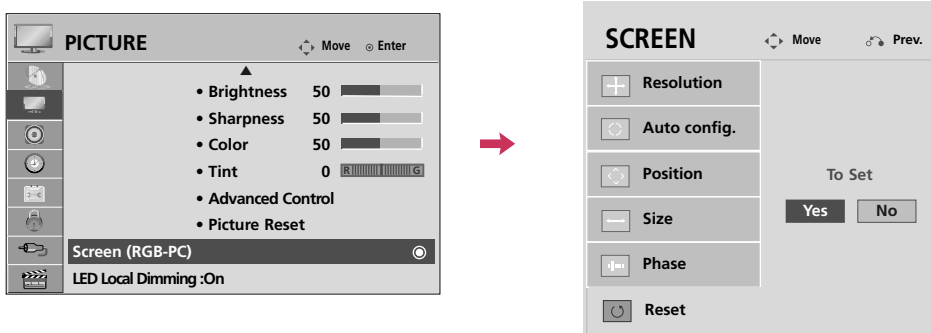 PICTURE
Move
Enter
• Brightness 50
• Sharpness 50
• Color 50
• Tint 0 R G
• Advanced Control
• Picture Reset
Screen (RGB-PC)
LED Local Dimming :On
SCREEN
Move
Prev.
Resolution
Auto config.
Position
Size
Phase
Reset
To Set
Yes No